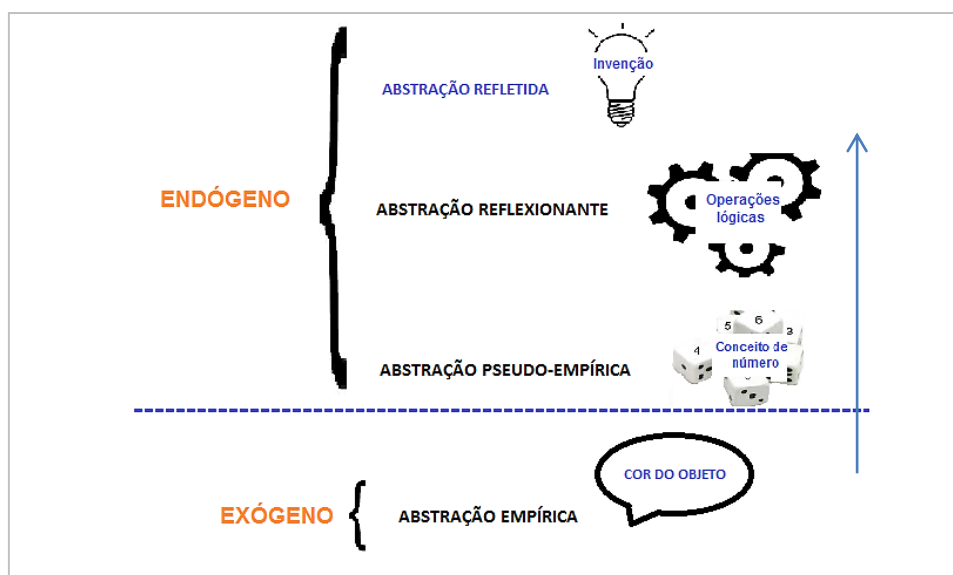 Invenção
ABSTRAÇÃO REFLETIDA
ENDÓGENO
ABSTRAÇÃO REFLEXIONANTE
Operações
lógicas
5
6
3
4
Conceito de
número
ABSTRAÇÃO PSEUDO-EMPÍRICA
COR DO OBJETO
EXÓGENO
ABSTRAÇÃO EMPÍRICA